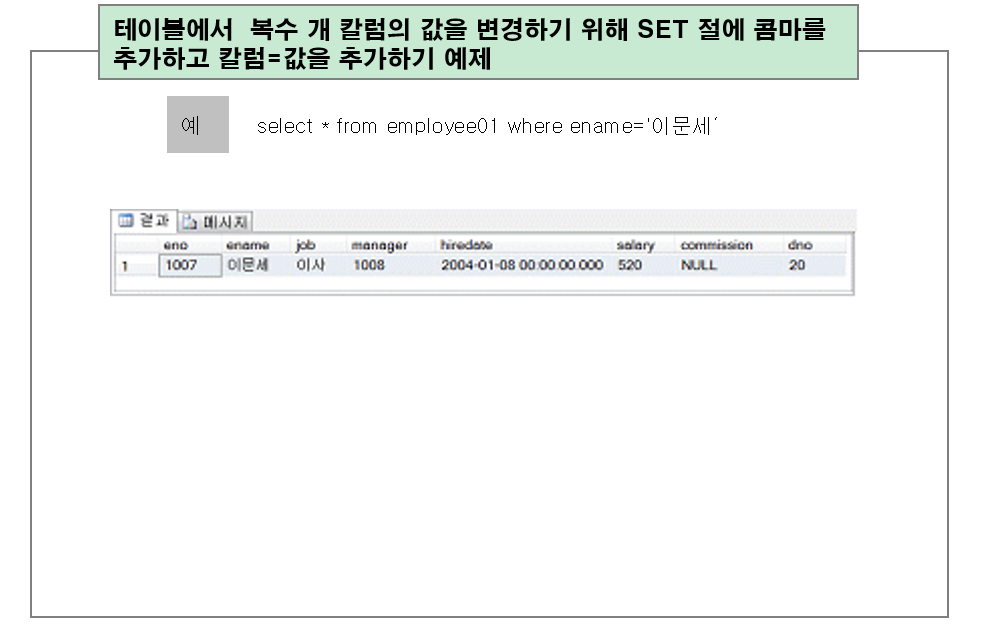 테이블에서 복수 개 칼럼의 값을 변경하기 위해 SET 절에 콤마를
추가하고 칼럼=값을 추가하기 예제
예 select * from employee01 where ename='이문세´
결과 메시지
eno ename job manager hiredate salary commission dno
1 1007 이문세 이사 1008 2004-01-08 00:00:00.000 520 NULL 20